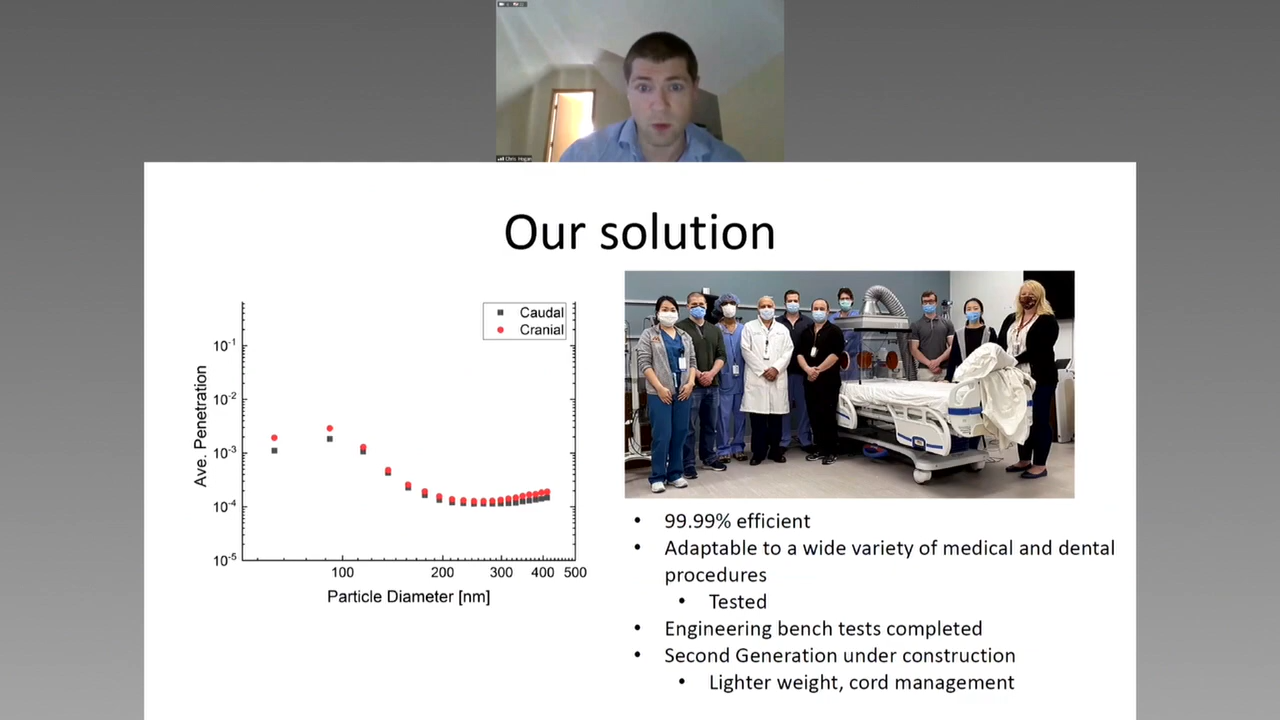 Chris Hogan
Our solution
Caudal
Cranial
10-1
10-2
10-3
10-4
10-5
Ave. Penetration
100 200 300 400 500
Particle Diameter [nm]
• 99.99% efficient
• Adaptable to a wide variety of medical and dental
procedures
• Tested
• Engineering bench tests completed
• Second Generation under construction
• Lighter weight, cord management